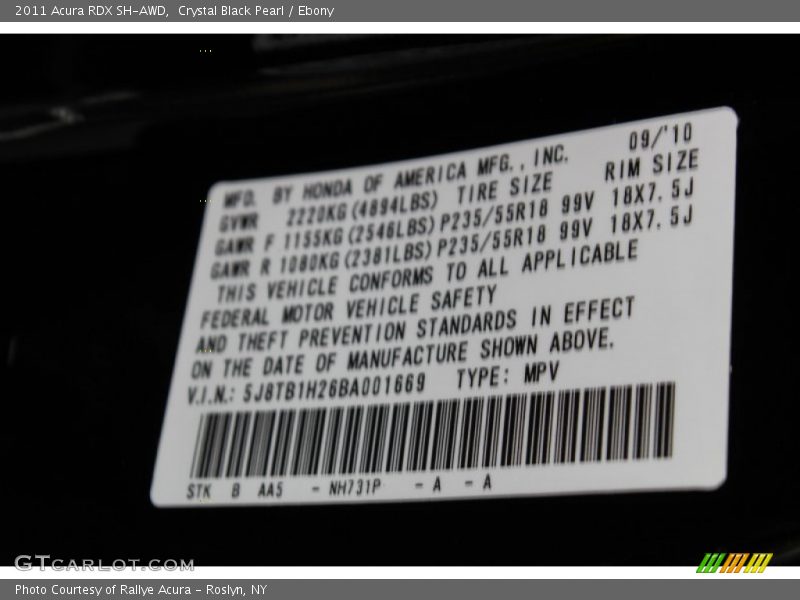 2011 Acura RDX SH-AWD,  Crystal Black Pearl / Ebony
MFD. BY HONDA OF AMERICA MFG., INC. 09/'10
GVWR 2220KG(4894LBS) TIRE SIZE RIM SIZE
GAWR F 1155KG(2546LBS)P235/55R18 99V 18X7.5J
GAWR R 1080KG(2381LBS)P235/55R18 99V 18X7.5J
THIS VEHICLE CONFORMS TO ALL APPLICABLE
FEDERAL MOTOR VEHICLE SAFETY
AND THEFT PREVENTION STANDARDS IN EFFECT
ON THE DATE OF MANUFACTURE SHOWN ABOVE.
V.I.N.: 5J8TB1H26BA001669 TYPE: MPV
STK B AA5 - NH731P - A - A
GTCARLOT.COM
Photo Courtesy of Rallye Acura - Roslyn, NY